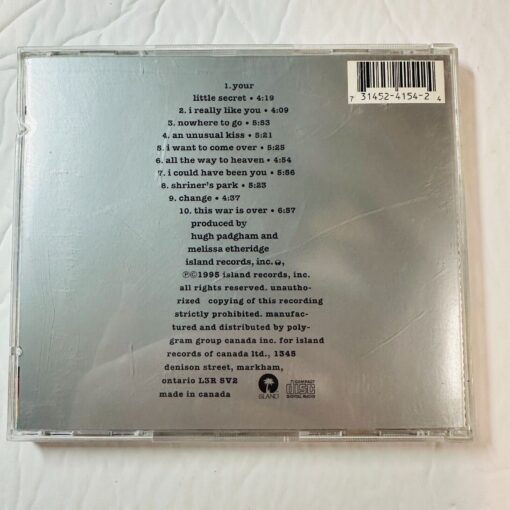 1. your
little secret • 4:19
2. i really like you • 4:09
3. nowhere to go • 5:53
4. an unusual kiss • 5:21
5. i want to come over • 5:25
6. all the way to heaven • 4:54
7. i could have been you • 5:56
8. shriner's park • 5:23
9. change • 4:37
10. this war is over • 6:57
produced by
hugh padgham and
melissa etheridge
island records, inc. ,
℗©1995 island records, inc.
all rights reserved. unautho-
rized copying of this recording
strictly prohibited. manufac-
tured and distributed by poly-
gram group canada inc. for island
records of canada ltd., 1345
denison street, markham,
ontario L3R 5V2
made in canada
ISLAND
COMPACT
disc
DIGITAL AUDIO
7 31452-4154-2 4